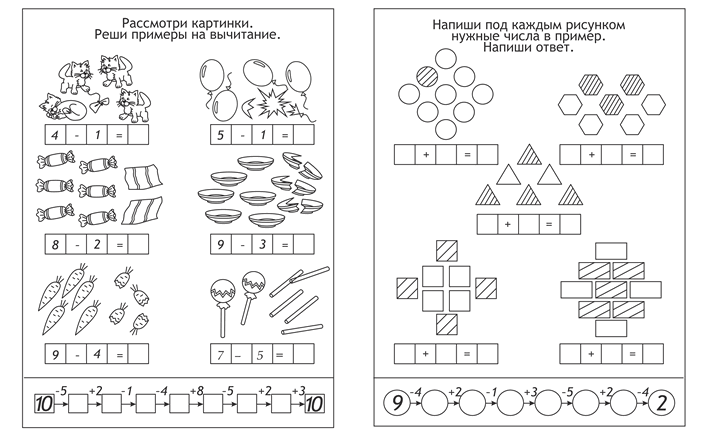 Рассмотри картинки.
Реши примеры на вычитание.
4 - 1 =
5 - 1 =
8 - 2 =
9 - 3 =
9 - 4 =
7 - 5 =
10 -5 +2 -1 -4 +8 -5 +2 +3 10
Напиши под каждым рисунком
нужные числа в пример.
Напиши ответ.
+ =
+ =
+ =
+ =
+ =
9 -4 +2 -1 +3 -5 +2 -4 2